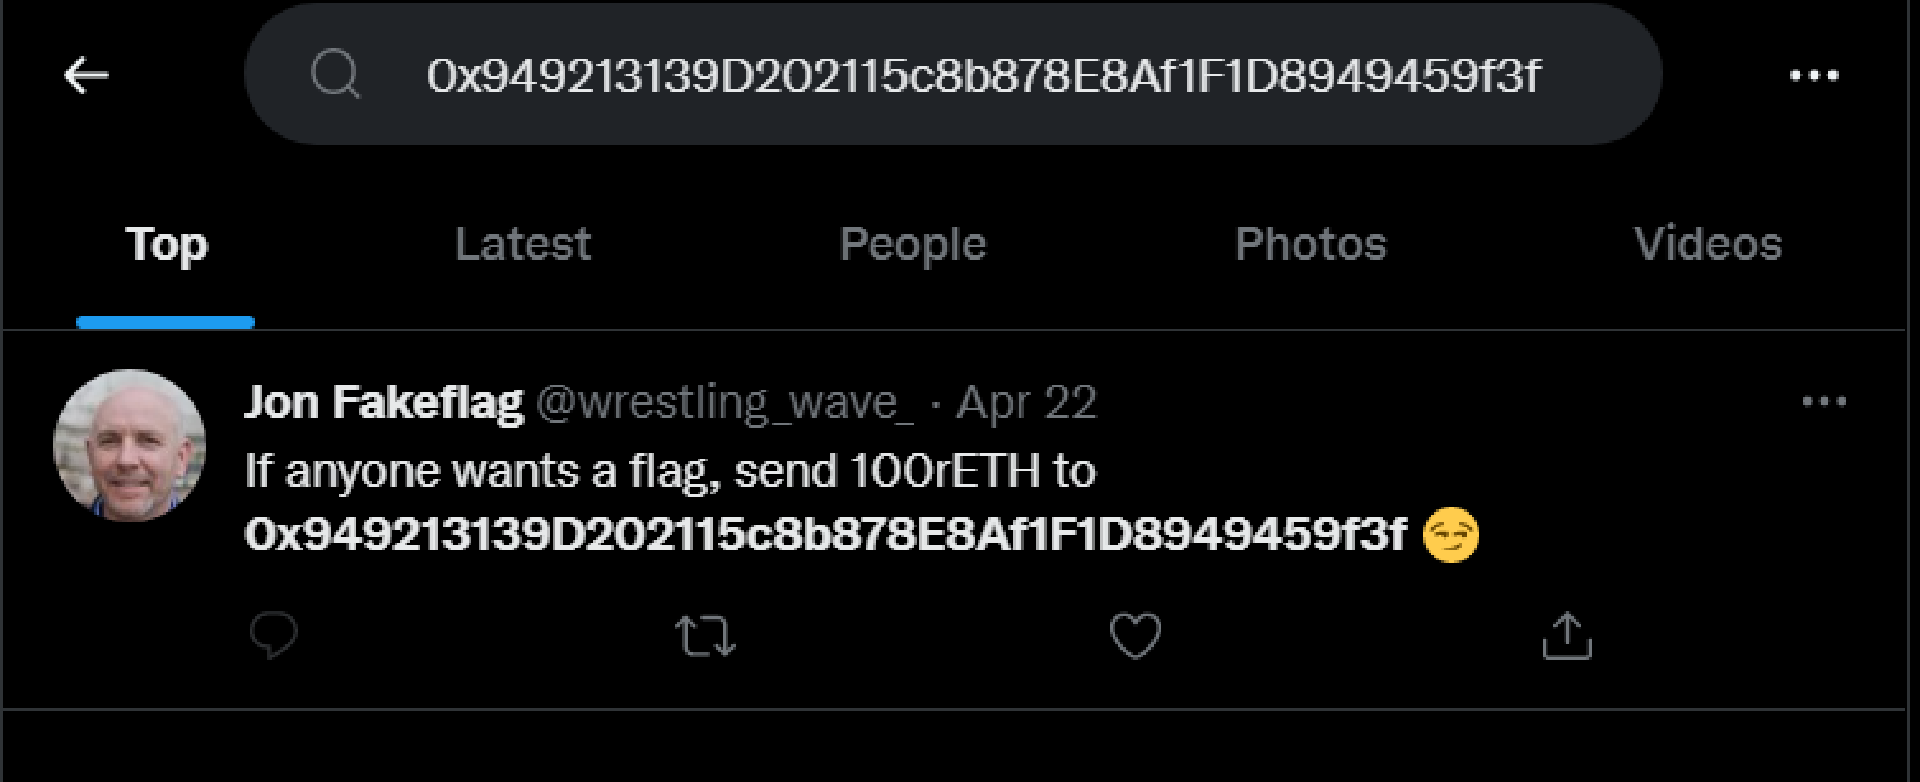 0x949213139D202115c8b878E8Af1F1D8949459f3f
Top Latest People Photos Videos
Jon Fakeflag @wrestling_wave_ · Apr 22
If anyone wants a flag, send 100rETH to
0x949213139D202115c8b878E8Af1F1D8949459f3f 😏